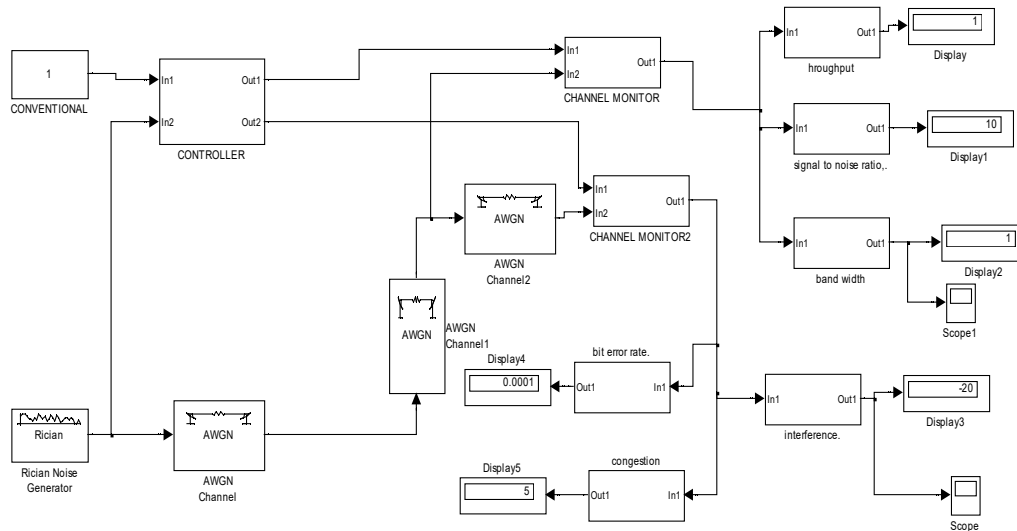 1
CONVENTIONAL
In1
In2
Out1
Out2
CONTROLLER
In1
In2
Out1
CHANNEL MONITOR
In1
Out1
hroughput
1
Display
In1
Out1
signal to noise ratio,.
10
Display1
In1
Out1
band width
1
Display2
Scope1
In1
In2
Out1
CHANNEL MONITOR2
AWGN
AWGN
Channel2
AWGN
AWGN
Channel1
Display4
0.0001
bit error rate.
Out1
In1
In1
Out1
interference.
-20
Display3
Rician
Rician Noise
Generator
AWGN
AWGN
Channel
Display5
5
congestion
Out1
In1
Scope